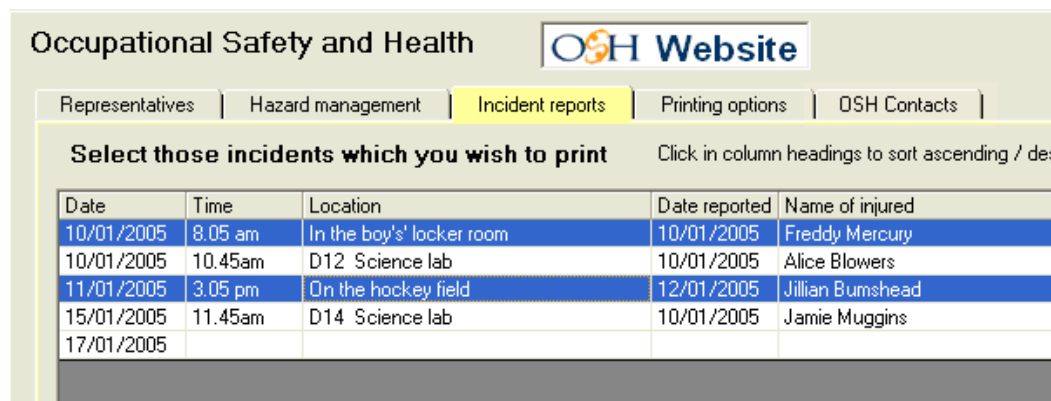 Occupational Safety and Health OSH Website
Representatives Hazard management Incident reports Printing options OSH Contacts
Select those incidents which you wish to print Click in column headings to sort ascending /
Date Time Location Date reported Name of injured
10/01/2005 8.05 am In the boy's' locker room 10/01/2005 Freddy Mercury
10/01/2005 10.45am D12 Science lab 10/01/2005 Alice Blowers
11/01/2005 3.05 pm On the hockey field 12/01/2005 Jillian Bumshead
15/01/2005 11.45am D14 Science lab 10/01/2005 Jamie Muggins
17/01/2005